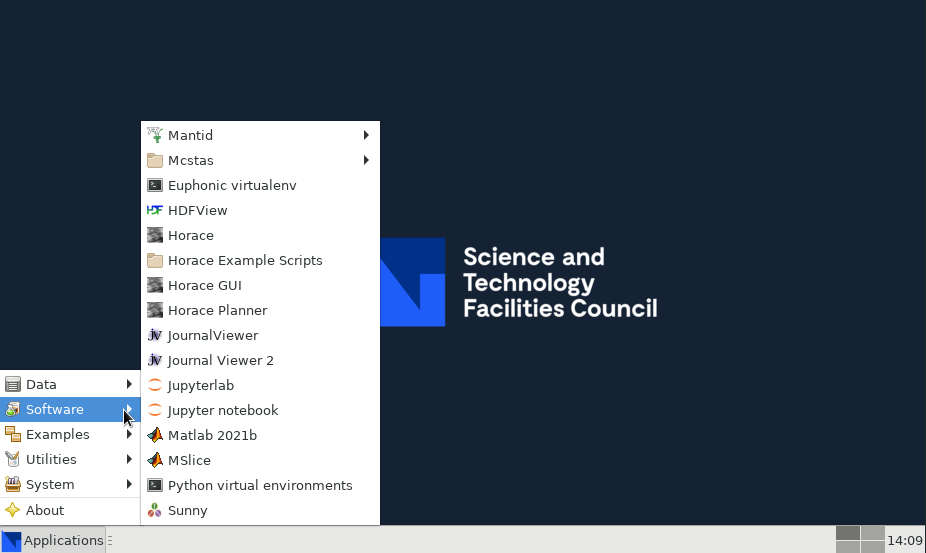 Mantid
Mcstas
Euphonic virtualenv
HDFView
Horace
Horace Example Scripts
Horace GUI
Horace Planner
JournalViewer
Journal Viewer 2
Jupyterlab
Jupyter notebook
Matlab 2021b
MSlice
Python virtual environments
Sunny
Science and
Technology
Facilities Council
Data
Software
Examples
Utilities
System
About
Applications
14:09